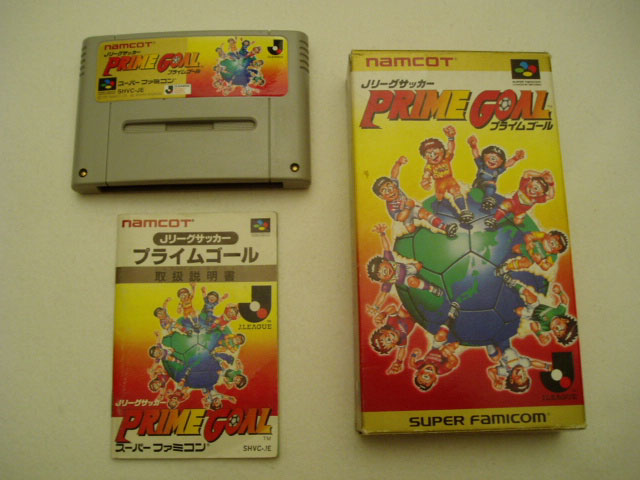 namcoT
Jリーグサッカー
PRIME GOAL
プライムゴール
スーパーファミコン
SHVC-JE
namcoT
Jリーグサッカー
プライムゴール
取扱説明書
J.LEAGUE
Jリーグサッカー
PRIME GOAL
TM
スーパーファミコン
SHVC-JE
namcoT
Jリーグサッカー
PRIME GOAL
プライムゴール
J.LEAGUE
SUPER FAMICOM